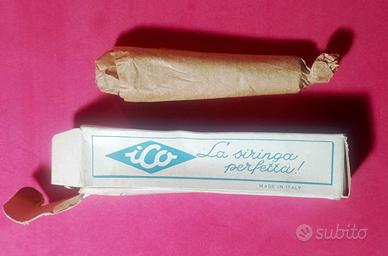 ico
La siringa
perfetta!
MADE IN ITALY
subito